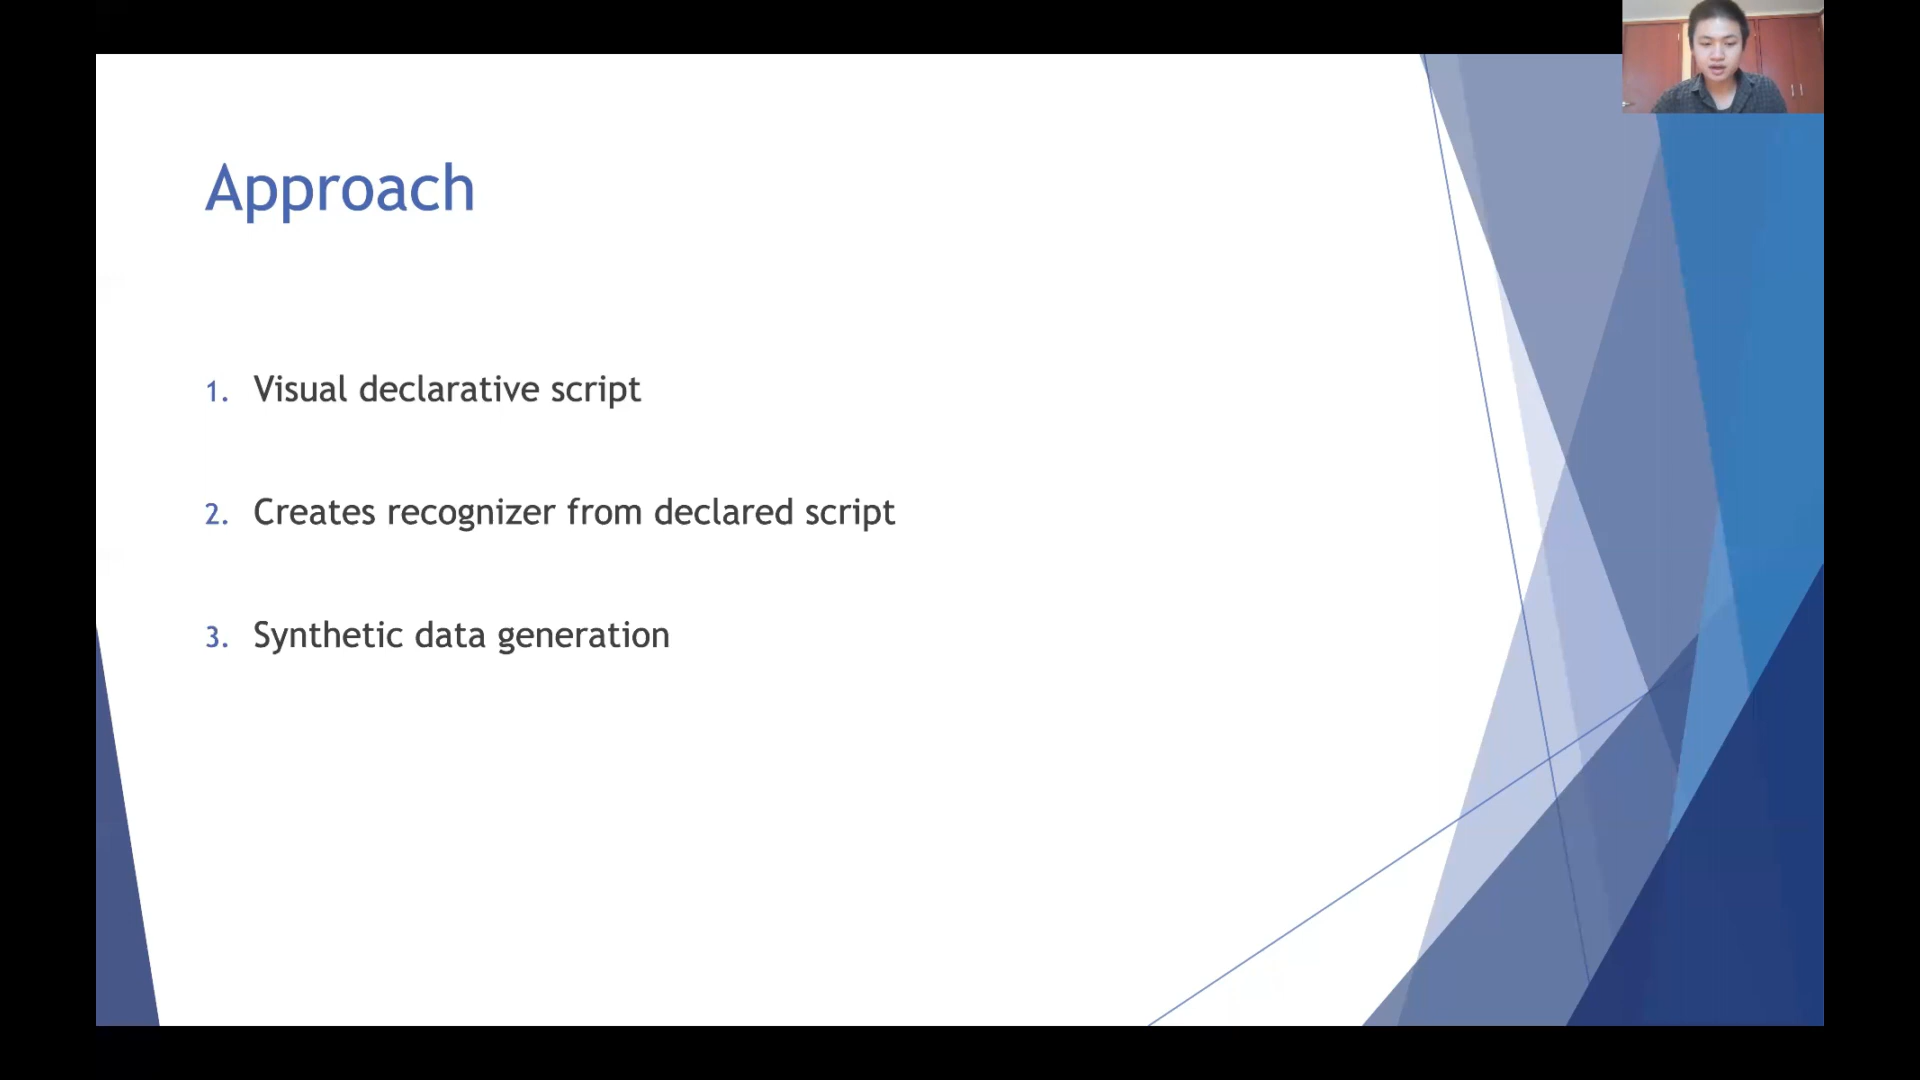 Approach
1. Visual declarative script
2. Creates recognizer from declared script
3. Synthetic data generation